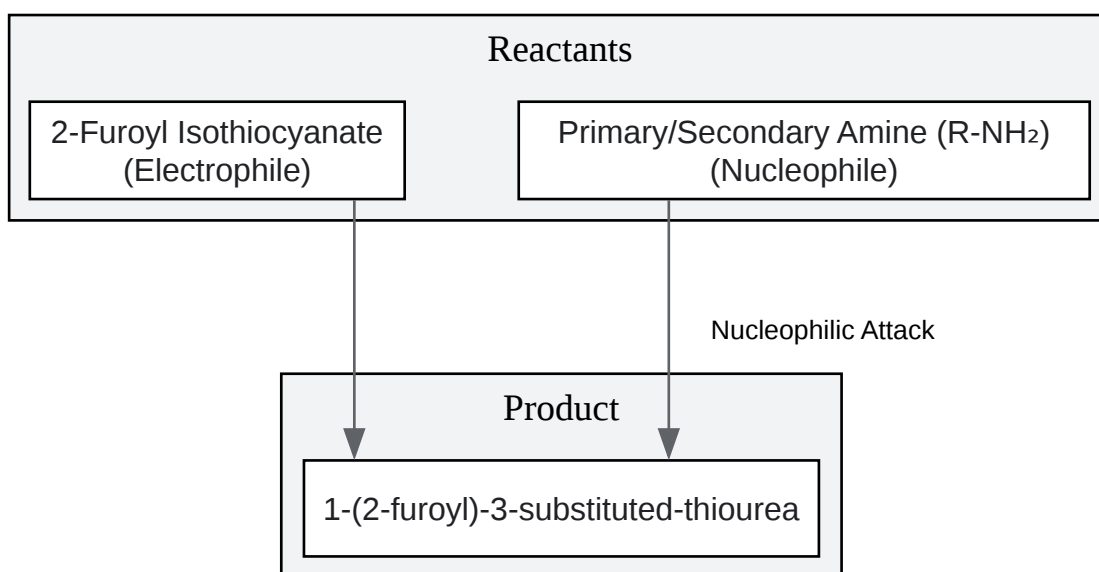 Reactants
2-Furoyl Isothiocyanate
(Electrophile)
Primary/Secondary Amine (R-NH₂)
(Nucleophile)
Nucleophilic Attack
Product
1-(2-furoyl)-3-substituted-thiourea